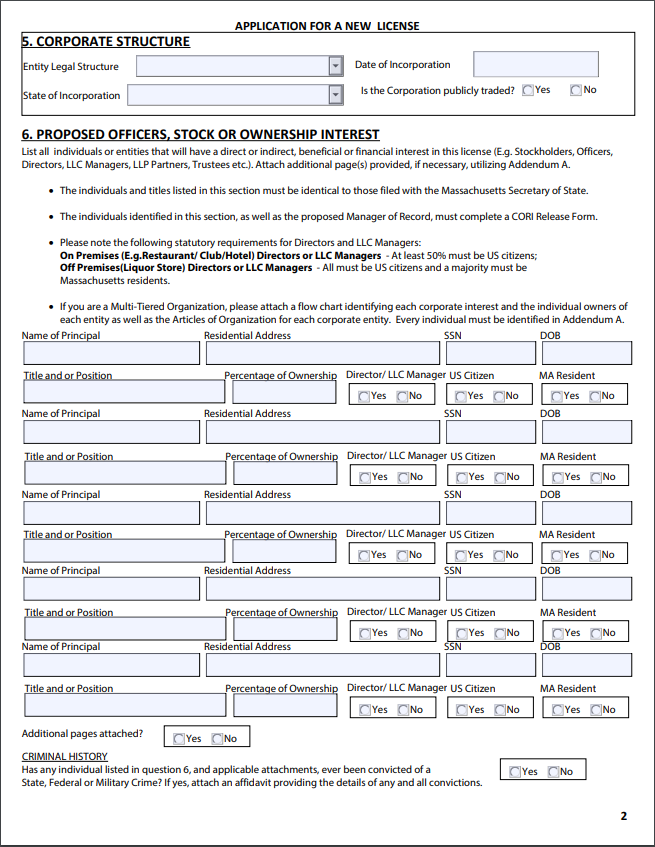 APPLICATION FOR A NEW LICENSE
5. CORPORATE STRUCTURE
Entity Legal Structure Date of Incorporation
State of Incorporation Is the Corporation publicly traded? Yes No
6. PROPOSED OFFICERS, STOCK OR OWNERSHIP INTEREST
List all individuals or entities that will have a direct or indirect, beneficial or financial interest in this license (E.g. Stockholders, Officers,
Directors, LLC Managers, LLP Partners, Trustees etc.). Attach additional page(s) provided, if necessary, utilizing Addendum A.
• The individuals and titles listed in this section must be identical to those filed with the Massachusetts Secretary of State.
• The individuals identified in this section, as well as the proposed Manager of Record, must complete a CORI Release Form.
• Please note the following statutory requirements for Directors and LLC Managers:
On Premises (E.g.Restaurant/ Club/Hotel) Directors or LLC Managers - At least 50% must be US citizens;
Off Premises(Liquor Store) Directors or LLC Managers - All must be US citizens and a majority must be
Massachusetts residents.
• If you are a Multi-Tiered Organization, please attach a flow chart identifying each corporate interest and the individual owners of
each entity as well as the Articles of Organization for each corporate entity. Every individual must be identified in Addendum A.
Name of Principal Residential Address SSN DOB
Title and or Position Percentage of Ownership Director/ LLC Manager US Citizen MA Resident
Yes No Yes No Yes No
Name of Principal Residential Address SSN DOB
Title and or Position Percentage of Ownership Director/ LLC Manager US Citizen MA Resident
Yes No Yes No Yes No
Name of Principal Residential Address SSN DOB
Title and or Position Percentage of Ownership Director/ LLC Manager US Citizen MA Resident
Yes No Yes No Yes No
Name of Principal Residential Address SSN DOB
Title and or Position Percentage of Ownership Director/ LLC Manager US Citizen MA Resident
Yes No Yes No Yes No
Name of Principal Residential Address SSN DOB
Title and or Position Percentage of Ownership Director/ LLC Manager US Citizen MA Resident
Yes No Yes No Yes No
Additional pages attached? Yes No
CRIMINAL HISTORY
Has any individual listed in question 6, and applicable attachments, ever been convicted of a Yes No
State, Federal or Military Crime? If yes, attach an affidavit providing the details of any and all convictions.
2